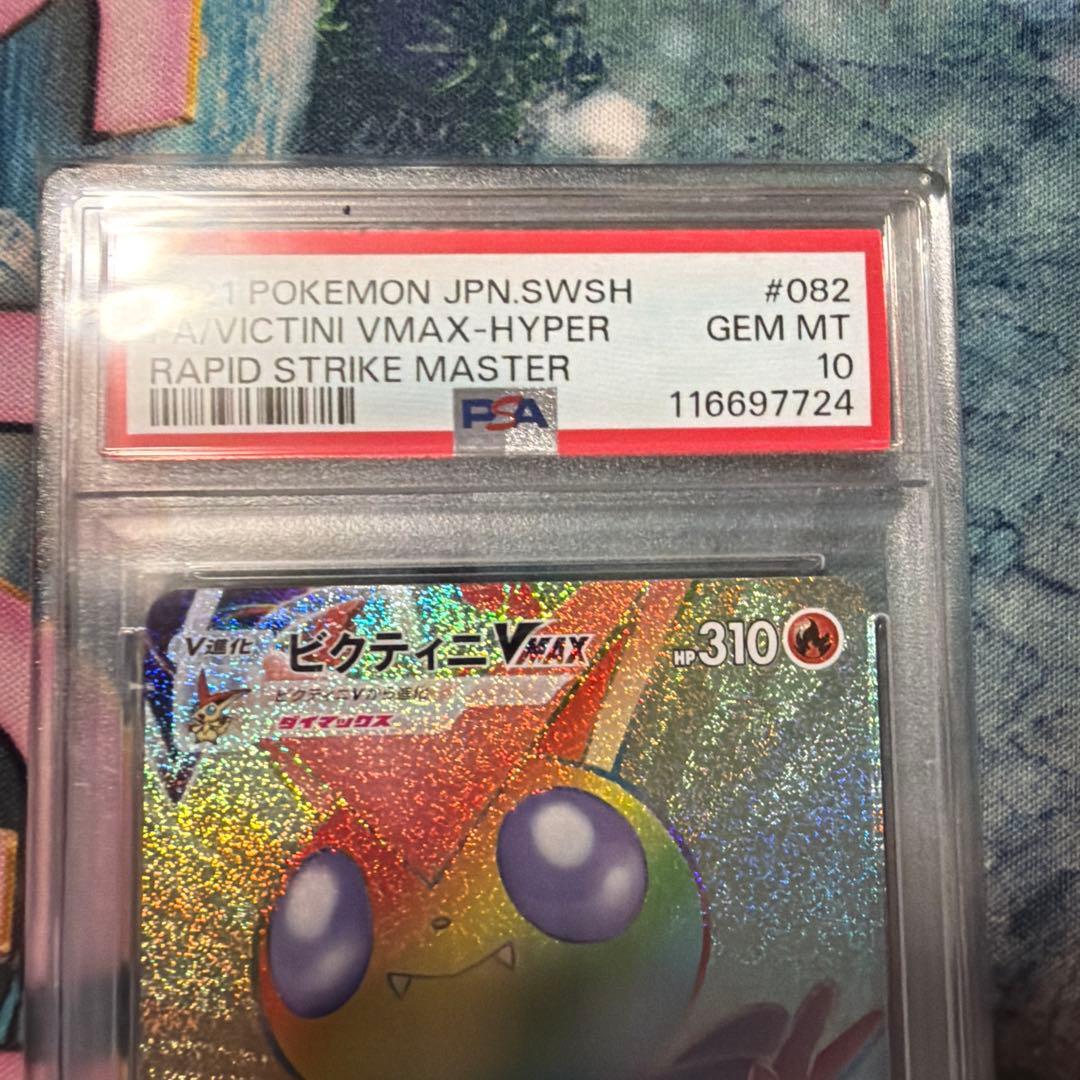 21 POKEMON JPN.SWSH #082
FA/VICTINI VMAX-HYPER GEM MT
RAPID STRIKE MASTER 10
PSA 116697724
V進化 ビクティニVMAX HP310
ビクティニVから進化
ダイマックス